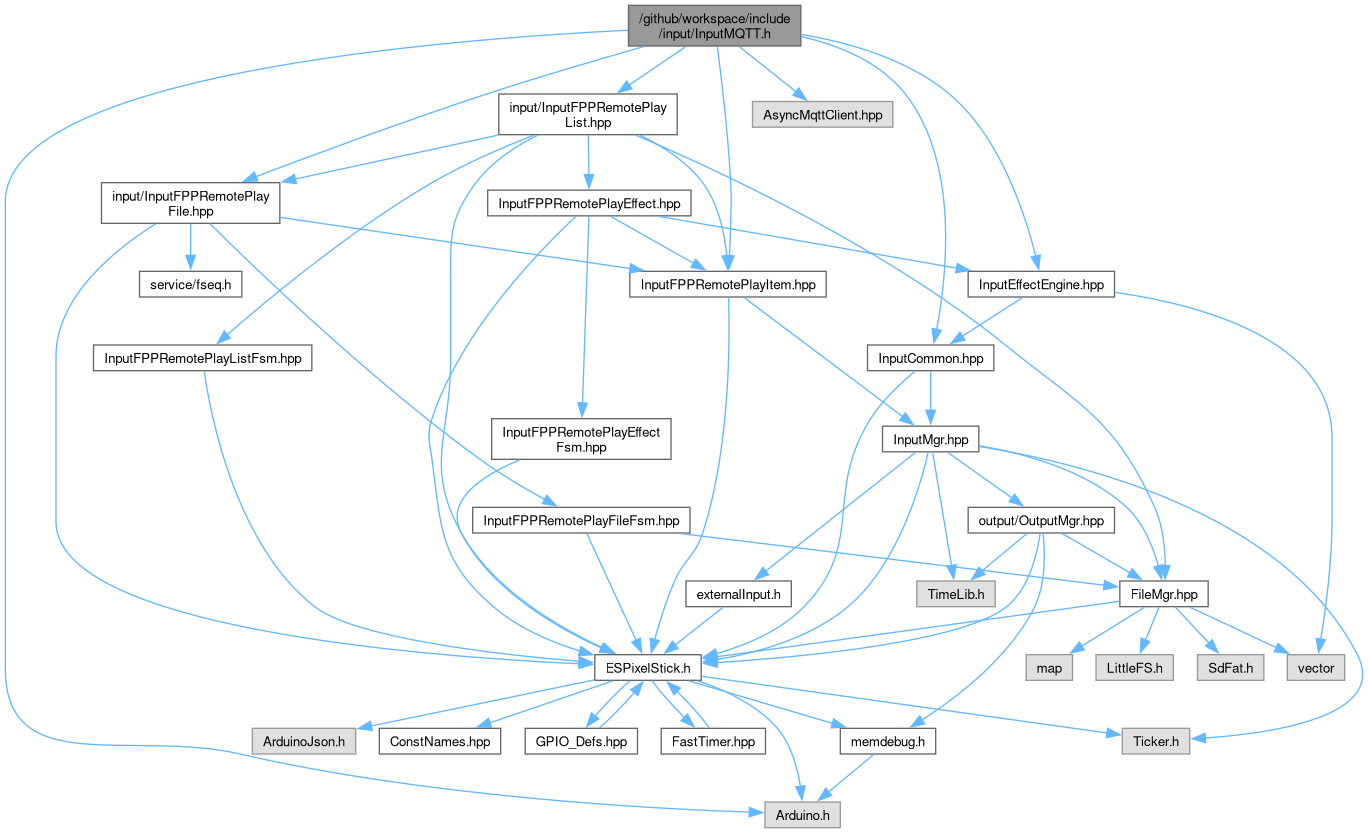 /github/workspace/include
/input/InputMQTT.h
input/InputFPPRemotePlay
List.hpp
AsyncMqttClient.hpp
input/InputFPPRemotePlay
File.hpp
InputFPPRemotePlayEffect.hpp
service/fseq.h
InputFPPRemotePlayItem.hpp
InputEffectEngine.hpp
InputFPPRemotePlayListFsm.hpp
InputCommon.hpp
InputFPPRemotePlayEffect
Fsm.hpp
InputMgr.hpp
InputFPPRemotePlayFileFsm.hpp
output/OutputMgr.hpp
externalInput.h
TimeLib.h
FileMgr.hpp
ESPixelStick.h
map
LittleFS.h
SdFat.h
vector
ArduinoJson.h
ConstNames.hpp
GPIO_Defs.hpp
FastTimer.hpp
memdebug.h
Ticker.h
Arduino.h